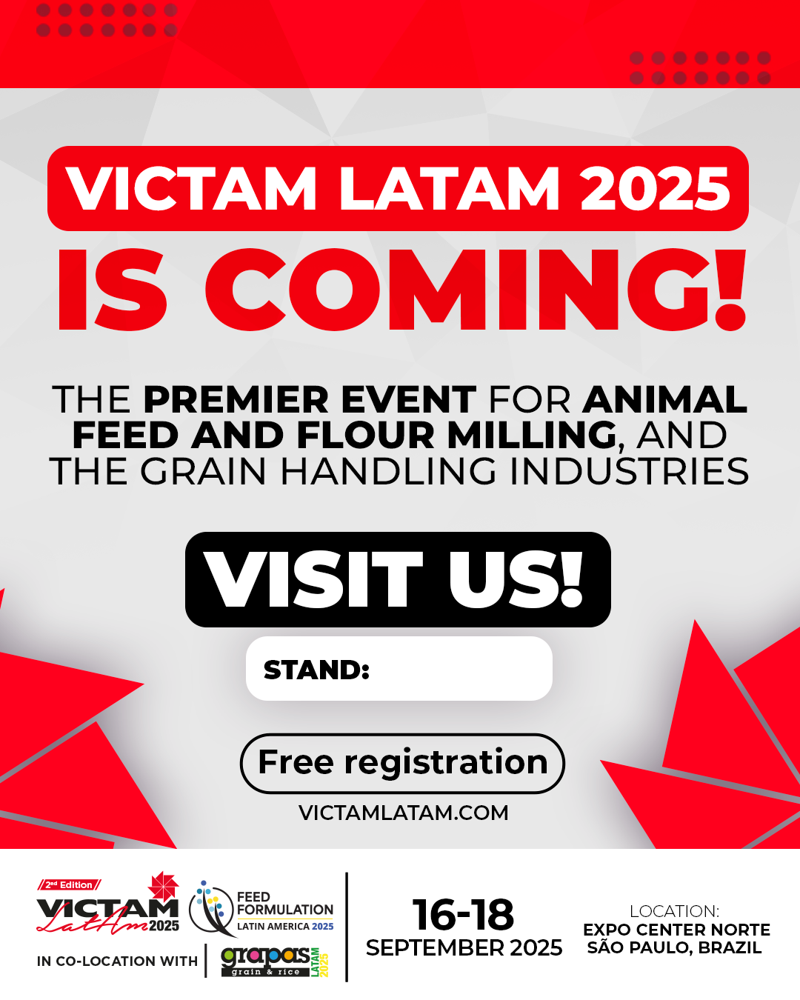 VICTAM LATAM 2025
IS COMING!
THE PREMIER EVENT FOR ANIMAL
FEED AND FLOUR MILLING, AND
THE GRAIN HANDLING INDUSTRIES
VISIT US!
STAND:
Free registration
VICTAMLATAM.COM
2nd Edition
VICTAM
LatAm 2025
FEED
FORMULATION
LATIN AMERICA 2025
IN CO-LOCATION WITH
grapas
grain & rice
LATAM
2025
16-18
SEPTEMBER 2025
LOCATION:
EXPO CENTER NORTE
SÃO PAULO, BRAZIL